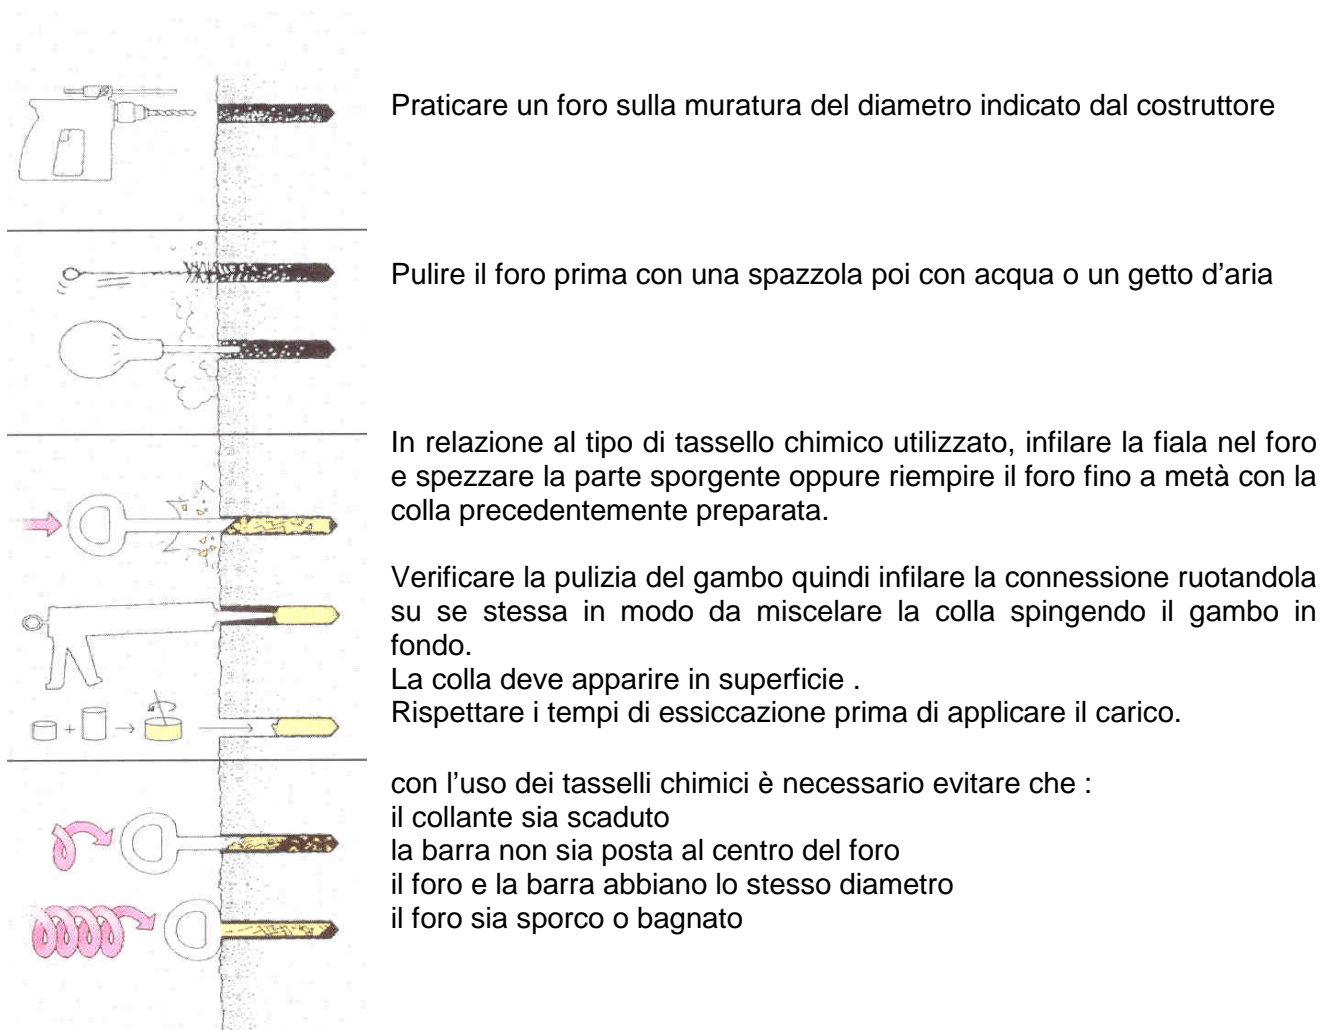 Praticare un foro sulla muratura del diametro indicato dal costruttore
Pulire il foro prima con una spazzola poi con acqua o un getto d’aria
In relazione al tipo di tassello chimico utilizzato, infilare la fiala nel foro
e spezzare la parte sporgente oppure riempire il foro fino a metà con la
colla precedentemente preparata.
Verificare la pulizia del gambo quindi infilare la connessione ruotandola
su se stessa in modo da miscelare la colla spingendo il gambo in
fondo.
La colla deve apparire in superficie .
Rispettare i tempi di essiccazione prima di applicare il carico.
con l’uso dei tasselli chimici è necessario evitare che :
il collante sia scaduto
la barra non sia posta al centro del foro
il foro e la barra abbiano lo stesso diametro
il foro sia sporco o bagnato